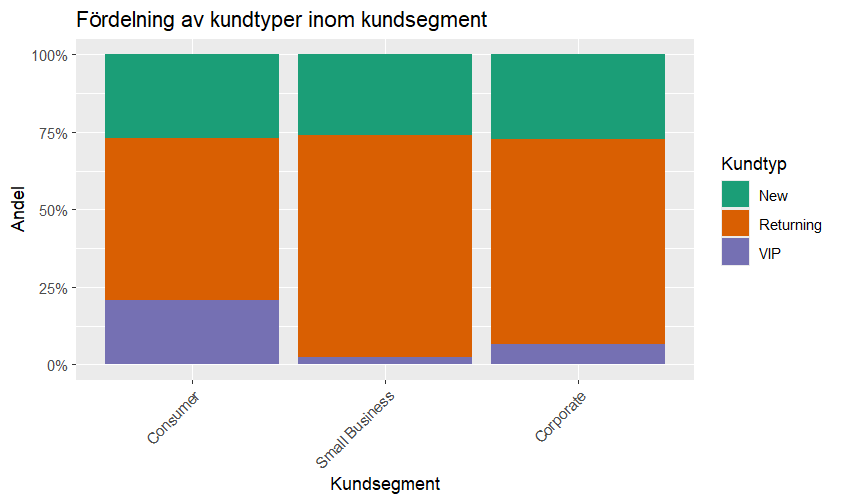 Fördelning av kundtyper inom kundsegment
100%
75%
50%
25%
0%
Andel
Consumer
Small Business
Corporate
Kundsegment
Kundtyp
New
Returning
VIP